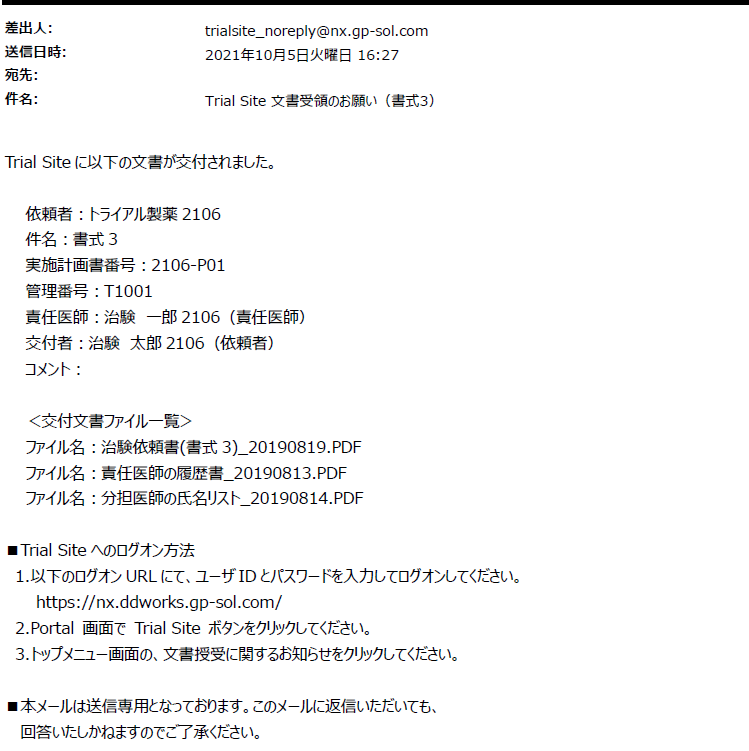 差出人: trialsite_noreply@nx.gp-sol.com
送信日時: 2021年10月5日火曜日 16:27
宛先:
件名: Trial Site 文書受領のお願い（書式3）
Trial Siteに以下の文書が交付されました。
依頼者：トライアル製薬 2106
件名：書式 3
実施計画書番号：2106-P01
管理番号：T1001
責任医師：治験　一郎 2106（責任医師）
交付者：治験　太郎 2106（依頼者）
コメント：
＜交付文書ファイル一覧＞
ファイル名：治験依頼書(書式 3)_20190819.PDF
ファイル名：責任医師の履歴書_20190813.PDF
ファイル名：分担医師の氏名リスト_20190814.PDF
■Trial Site へのログオン方法
1.以下のログオン URL にて、ユーザ ID とパスワードを入力してログオンしてください。
https://nx.ddworks.gp-sol.com/
2.Portal 画面で Trial Site ボタンをクリックしてください。
3.トップメニュー画面の、文書授受に関するお知らせをクリックしてください。
■本メールは送信専用となっております。このメールに返信いただいても、
回答いたしかねますのでご了承ください。